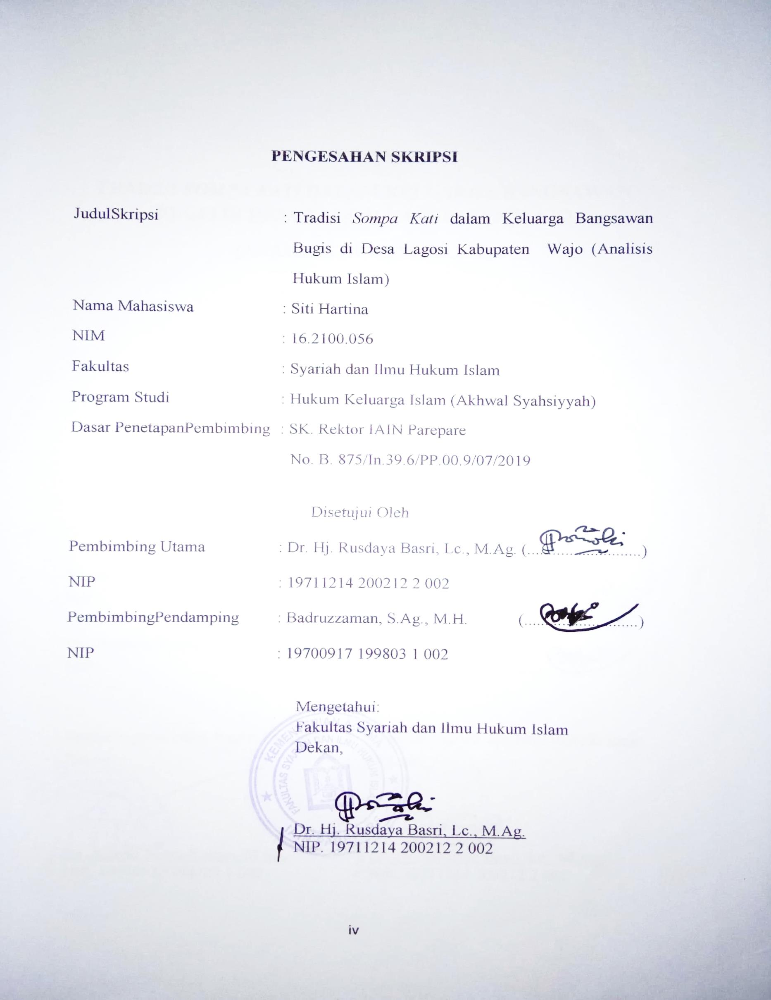 PENGESAHAN SKRIPSI
JudulSkripsi : Tradisi Sompa Kati dalam Keluarga Bangsawan
Bugis di Desa Lagosi Kabupaten Wajo (Analisis
Hukum Islam)
Nama Mahasiswa : Siti Hartina
NIM : 16.2100.056
Fakultas : Syariah dan Ilmu Hukum Islam
Program Studi : Hukum Keluarga Islam (Akhwal Syahsiyyah)
Dasar PenetapanPembimbing : SK. Rektor IAIN Parepare
No. B. 875/In.39.6/PP.00.9/07/2019
Disetujui Oleh
Pembimbing Utama : Dr. Hj. Rusdaya Basri, Lc., M.Ag. (..............................)
NIP : 19711214 200212 2 002
PembimbingPendamping : Badruzzaman, S.Ag., M.H. (..............................)
NIP : 19700917 199803 1 002
Mengetahui:
Fakultas Syariah dan Ilmu Hukum Islam
Dekan,
FAKULTAS SYARIAH DAN ILMU HUKUM
Dr. Hj. Rusdaya Basri, Lc., M.Ag.
NIP. 19711214 200212 2 002
iv